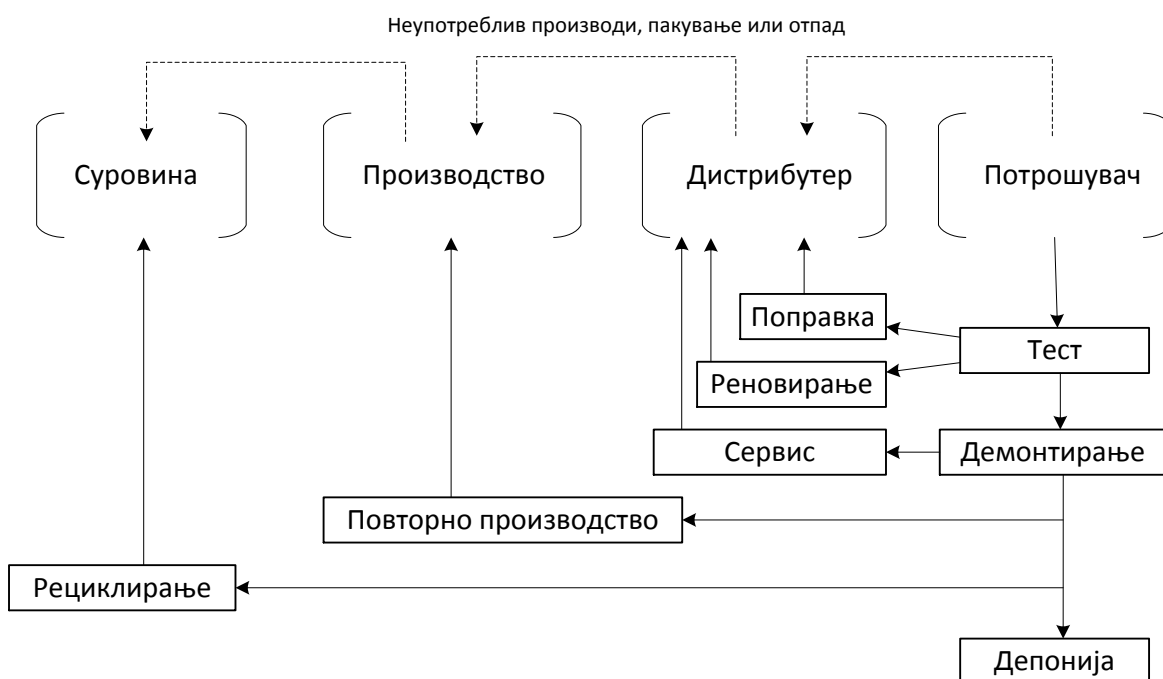 Неупотреблив производи, пакување или отпад
Суровина
Производство
Дистрибутер
Потрошувач
Поправка
Тест
Реновирање
Сервис
Демонтирање
Повторно производство
Рециклирање
Депонија